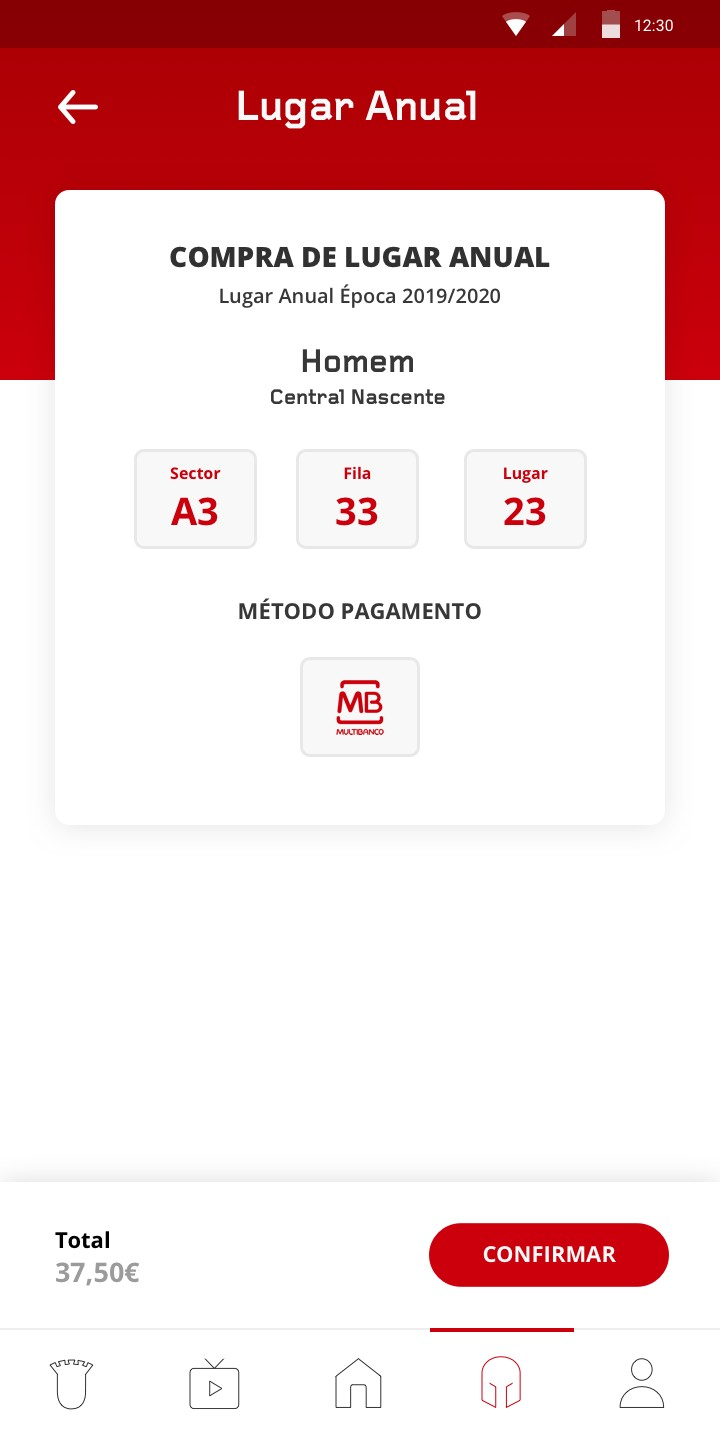 12:30
Lugar Anual
COMPRA DE LUGAR ANUAL
Lugar Anual Época 2019/2020
Homem
Central Nascente
Sector
A3
Fila
33
Lugar
23
MÉTODO PAGAMENTO
MB
MULTIBANCO
Total
37,50€
CONFIRMAR